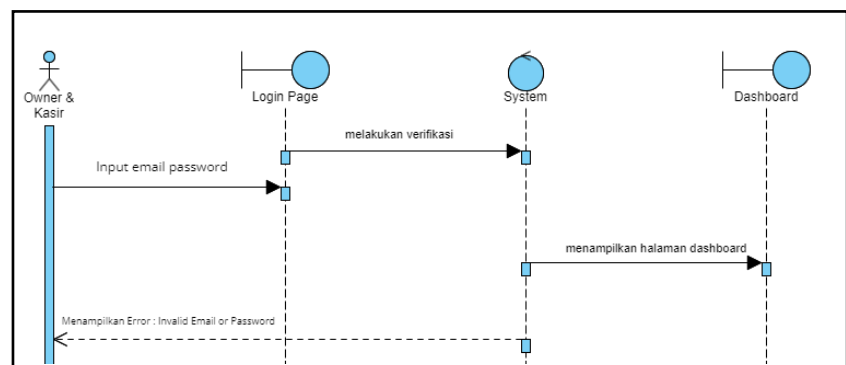 Owner &
Kasir
Login Page
System
Dashboard
melakukan verifikasi
Input email password
menampilkan halaman dashboard
Menampilkan Error : Invalid Email or Password